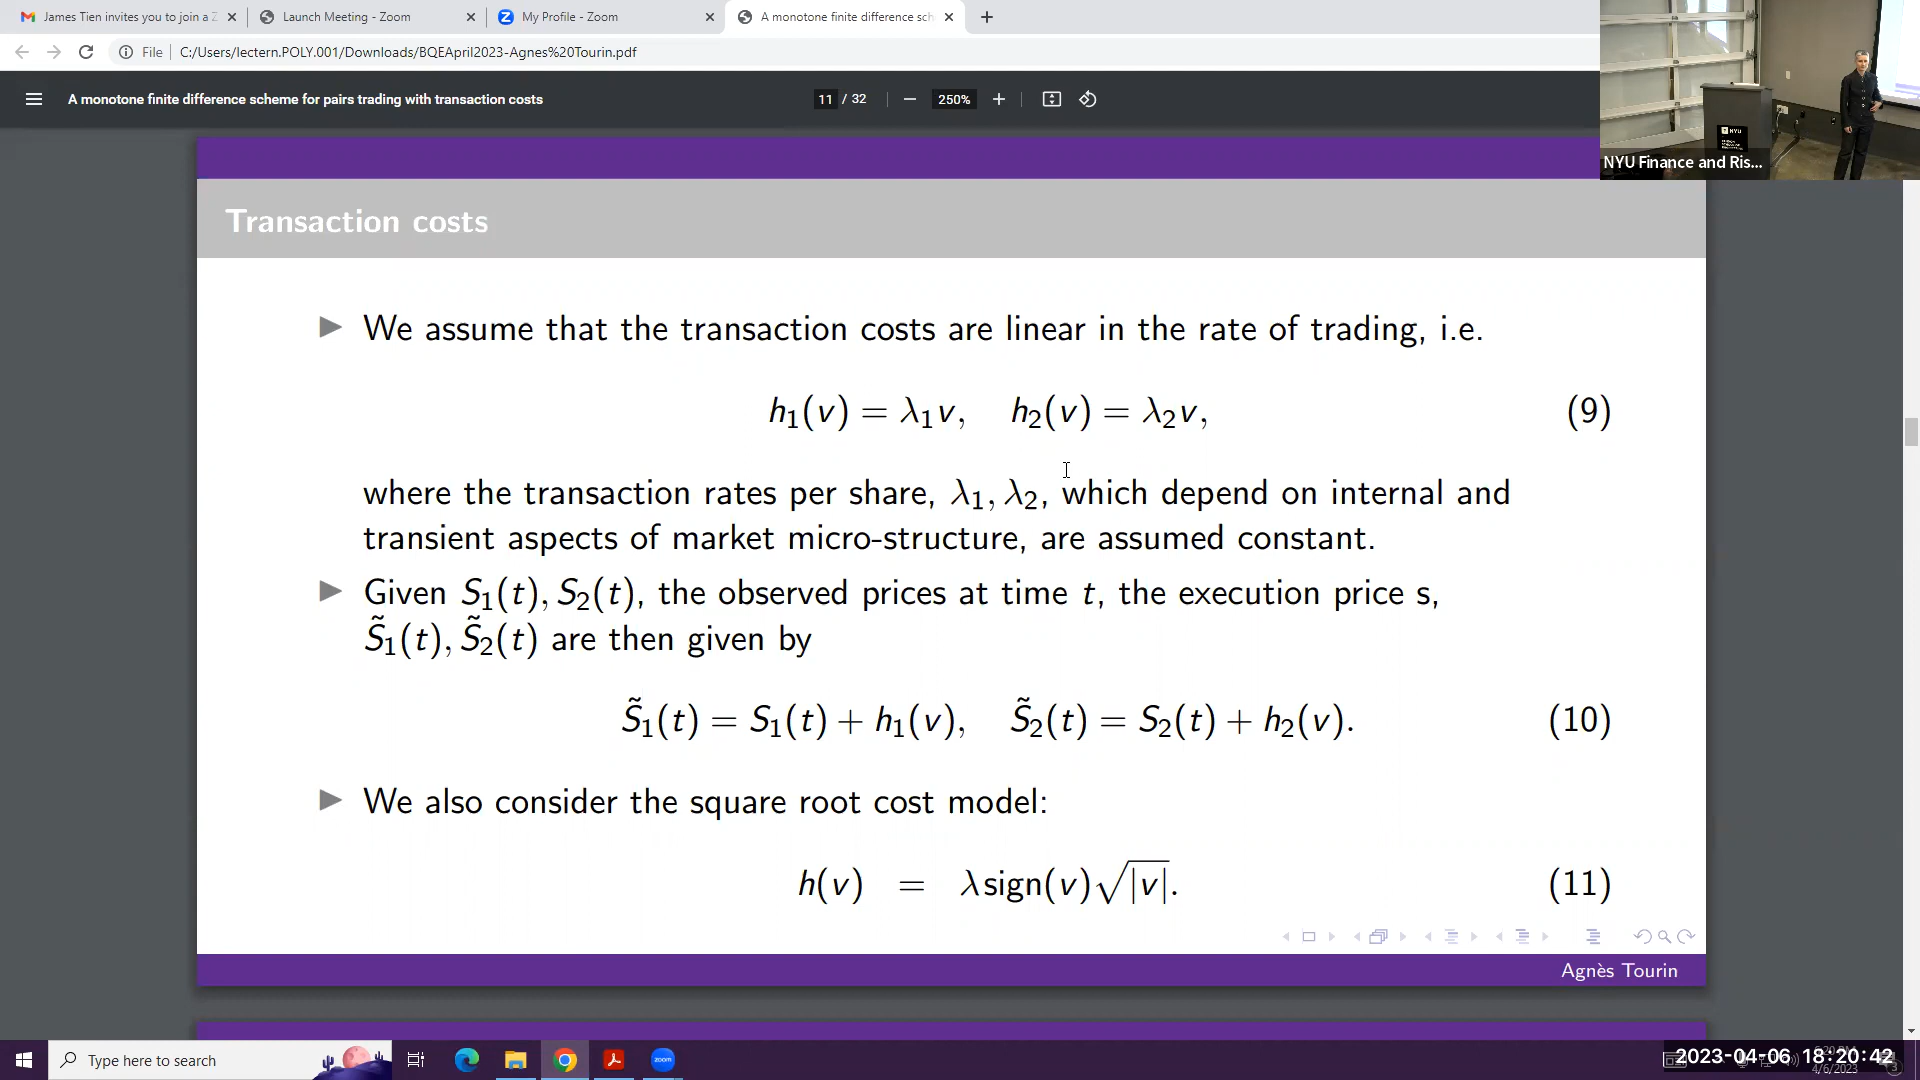 James Tien invites you to join a Z
Launch Meeting - Zoom
My Profile - Zoom
A monotone finite difference sch
File
C:/Users/lectern.POLY.001/Downloads/BQEApril2023-Agnes%20Tourin.pdf
A monotone finite difference scheme for pairs trading with transaction costs
11 / 32
250%
NYU
NYU Finance and Ris...
Transaction costs
We assume that the transaction costs are linear in the rate of trading, i.e.
h₁(v) = λ₁v, h₂(v) = λ₂v, (9)
where the transaction rates per share, λ₁, λ₂, which depend on internal and
transient aspects of market micro-structure, are assumed constant.
Given S₁(t), S₂(t), the observed prices at time t, the execution price s,
S̃₁(t), S̃₂(t) are then given by
S̃₁(t) = S₁(t) + h₁(v), S̃₂(t) = S₂(t) + h₂(v). (10)
We also consider the square root cost model:
h(v) = λsign(v)√|v|. (11)
Agnès Tourin
Type here to search
zoom
2023-04-06 18:20:42
4/6/2023
3